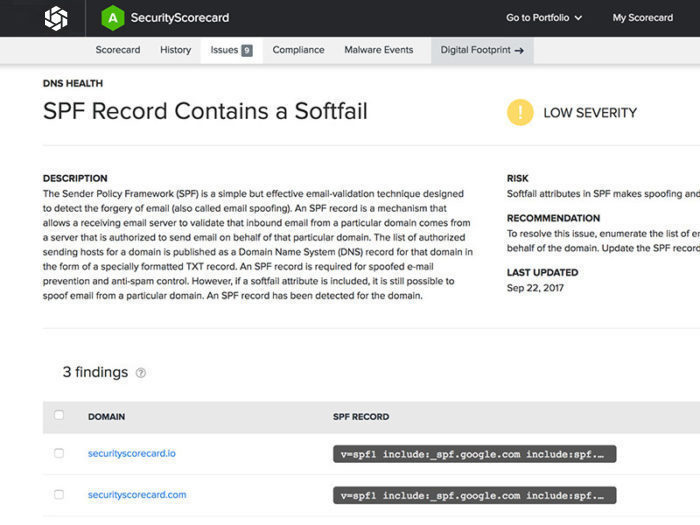 A SecurityScorecard Go to Portfolio My Scorecard
Scorecard History Issues 9 Compliance Malware Events Digital Footprint →
DNS HEALTH
SPF Record Contains a Softfail
! LOW SEVERITY
DESCRIPTION
The Sender Policy Framework (SPF) is a simple but effective email-validation technique designed
to detect the forgery of email (also called email spoofing). An SPF record is a mechanism that
allows a receiving email server to validate that inbound email from a particular domain comes from
a server that is authorized to send email on behalf of that particular domain. The list of authorized
sending hosts for a domain is published as a Domain Name System (DNS) record for that domain in
the form of a specially formatted TXT record. An SPF record is required for spoofed e-mail
prevention and anti-spam control. However, if a softfail attribute is included, it is still possible to
spoof email from a particular domain. An SPF record has been detected for the domain.
RISK
Softfail attributes in SPF makes spoofing and
RECOMMENDATION
To resolve this issue, enumerate the list of
behalf of the domain. Update the SPF record
LAST UPDATED
Sep 22, 2017
3 findings ?
DOMAIN SPF RECORD
securityscorecard.io v=spf1 include:_spf.google.com include:spf.…
securityscorecard.com v=spf1 include:_spf.google.com include:spf.…